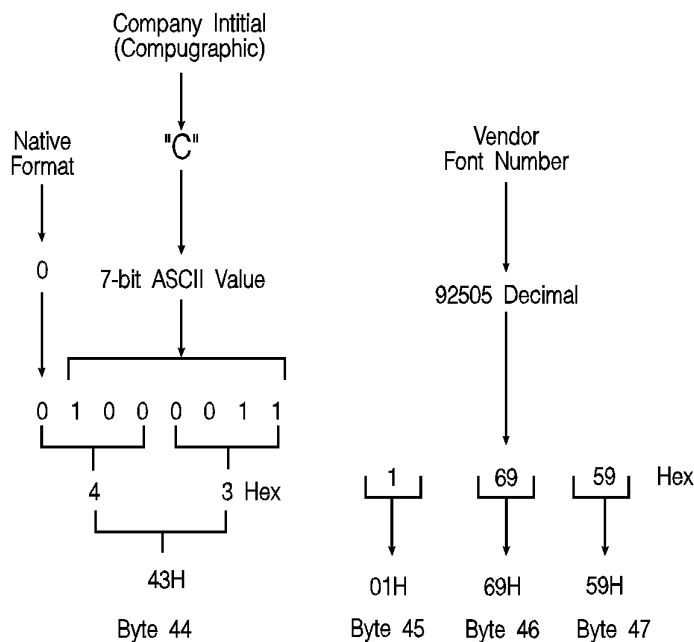 Company Intitial
(Compugraphic)
Native
Format
"C"
Vendor
Font Number
0
7-bit ASCII Value
92505 Decimal
0 1 0 0 0 0 1 1
1 69 59 Hex
4 3 Hex
43H
01H 69H 59H
Byte 44
Byte 45 Byte 46 Byte 47